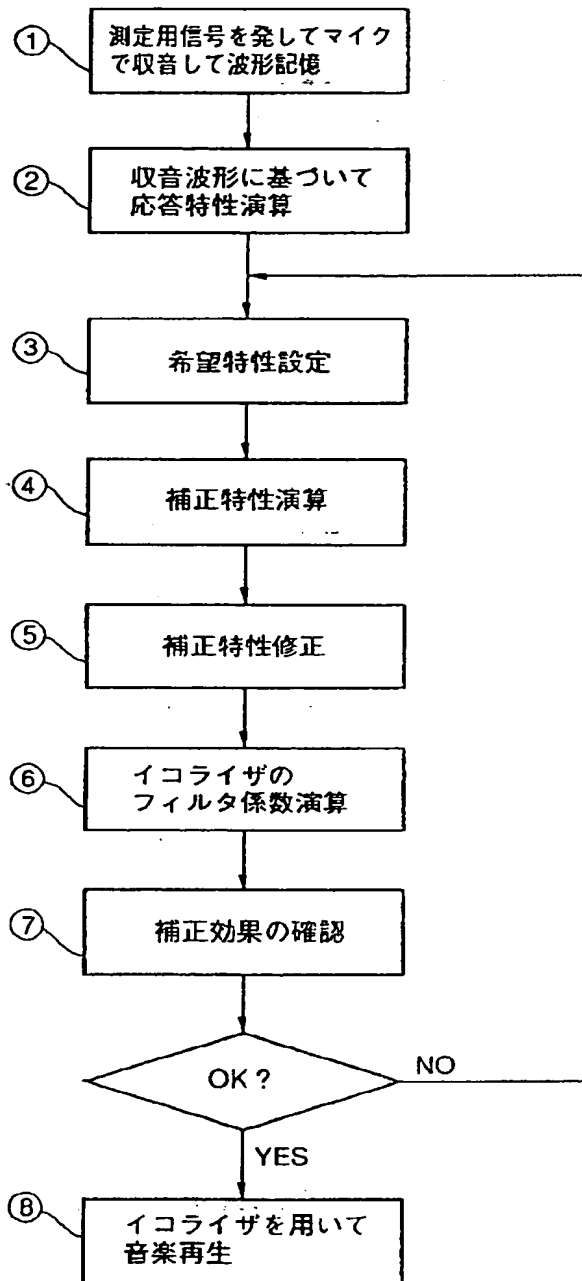 ①
測定用信号を発してマイク
で収音して波形記憶
②
収音波形に基づいて
応答特性演算
③
希望特性設定
④
補正特性演算
⑤
補正特性修正
⑥
イコライザの
フィルタ係数演算
⑦
補正効果の確認
OK?
NO
YES
⑧
イコライザを用いて
音楽再生